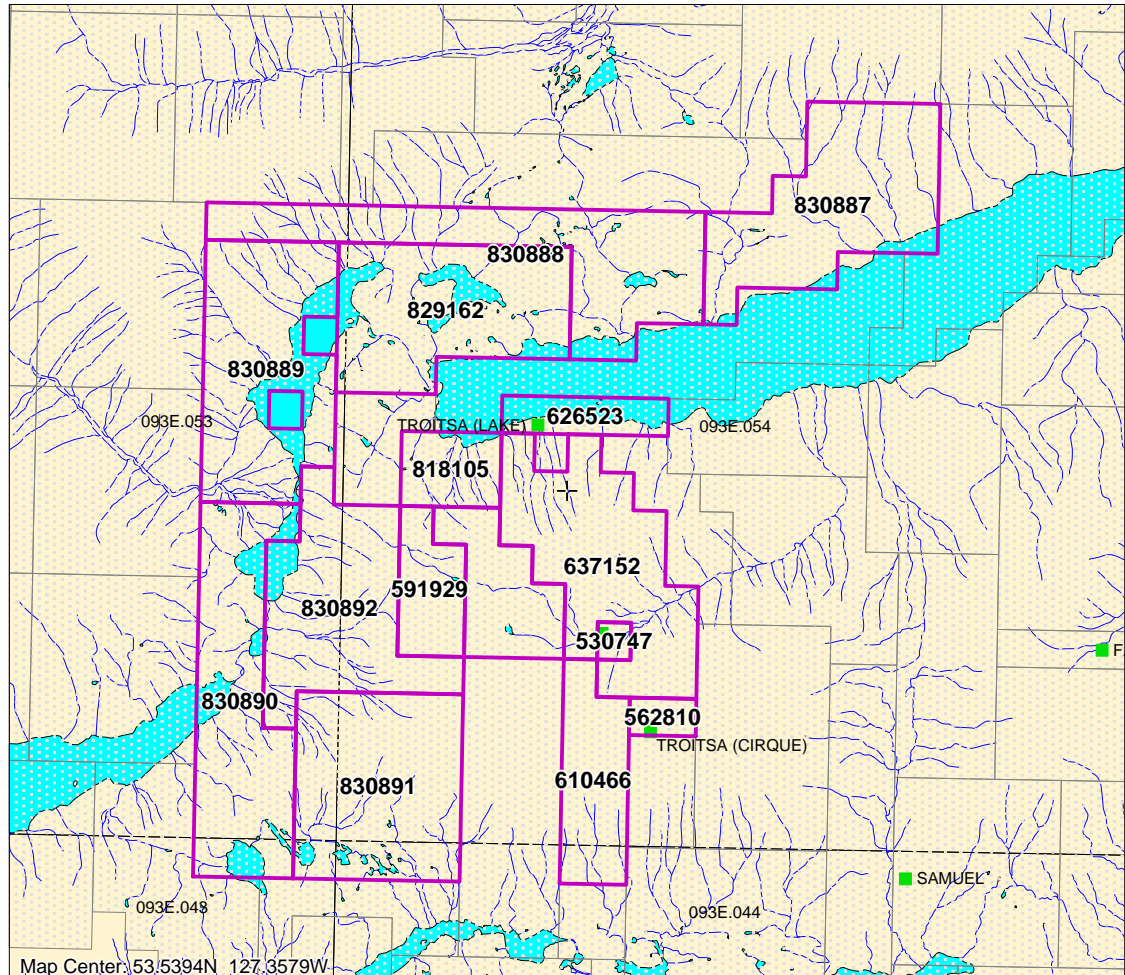 830887
830888
829162
830889
626523
TROITSA (LAKE)
093E.053
093E.054
818105
637152
591929
830892
530747
F
830890
562810
TROITSA (CIRQUE)
610466
830891
SAMUEL
093E.043
093E.044
Map Center: 53.5394N 127.3579W